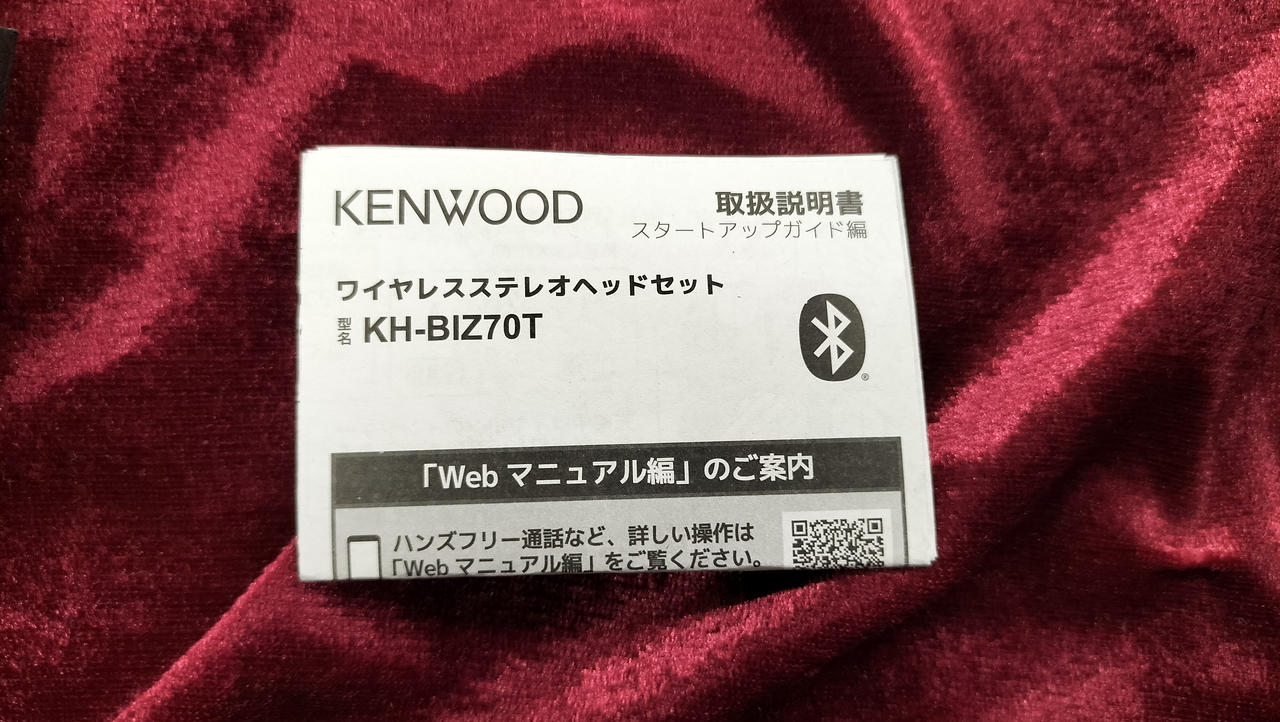 KENWOOD
取扱説明書
スタートアップガイド編
ワイヤレスステレオヘッドセット
型名 KH-BIZ70T
®
「Web マニュアル編」のご案内
ハンズフリー通話など、詳しい操作は
「Web マニュアル編」をご覧ください。